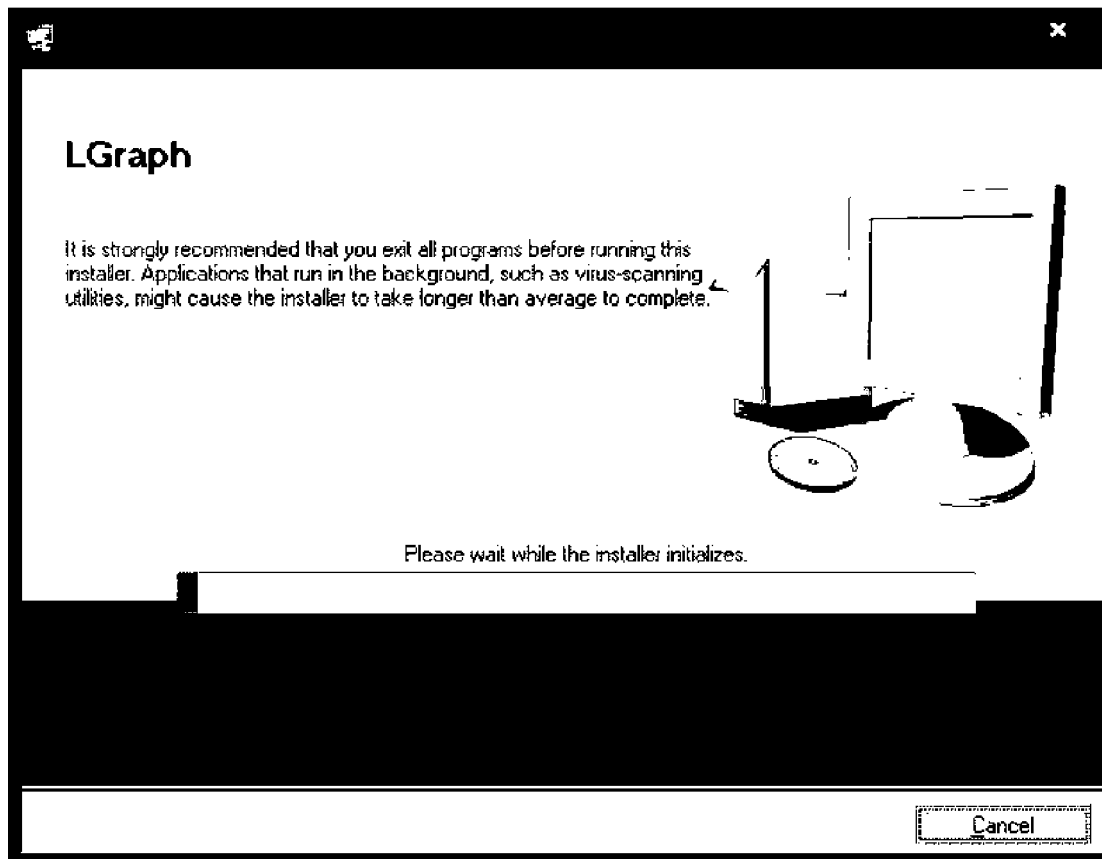 LGraph
It is strongly recommended that you exit all programs before running this
installer. Applications that run in the background, such as virus-scanning
utilities, might cause the installer to take longer than average to complete.
Please wait while the installer initializes.
Cancel